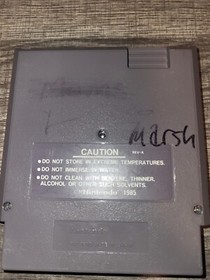 Marsh
CAUTION
• DO NOT STORE IN EXTREME TEMPERATURES.
• DO NOT IMMERSE IN WATER.
• DO NOT CLEAN WITH BENZENE, THINNER,
ALCOHOL OR OTHER SUCH SOLVENTS.
©Nintendo 1985